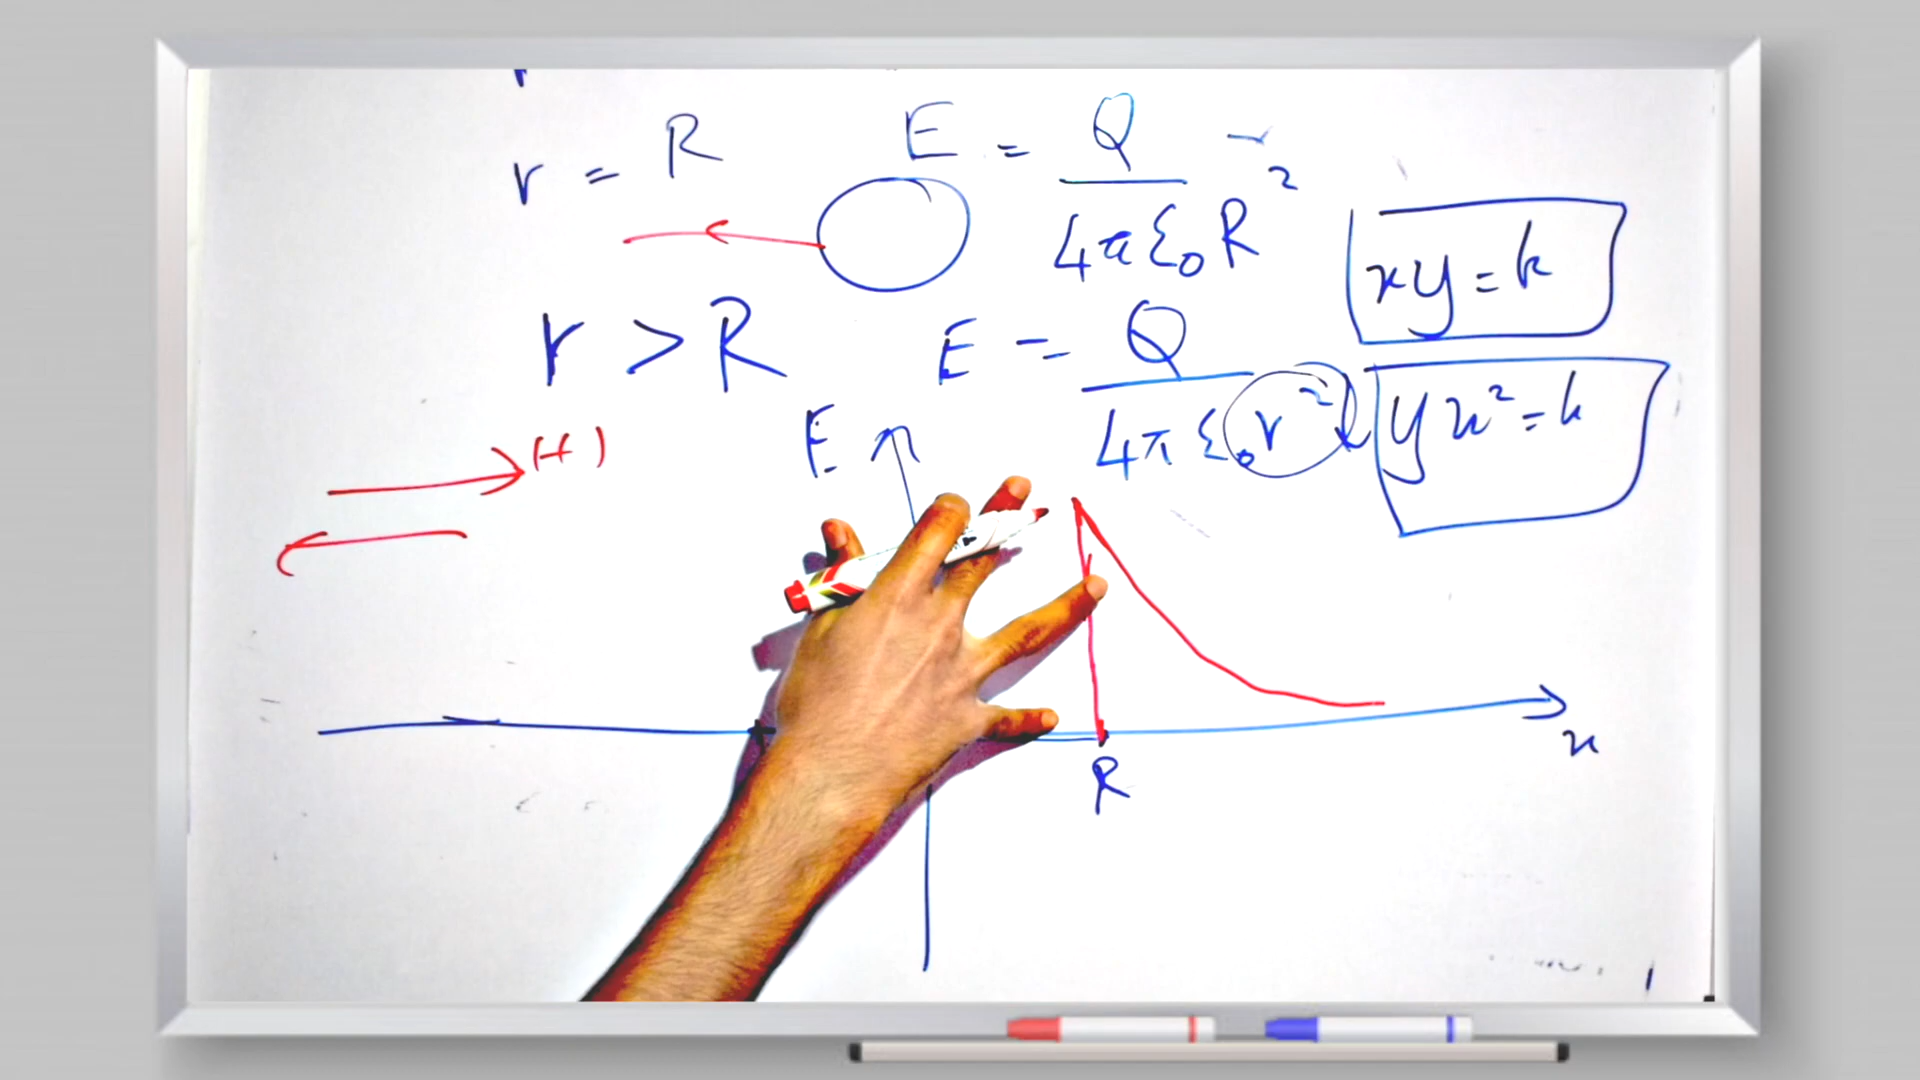 r = R
E = Q / 4πε₀R²
xy = k
r > R
E = Q / 4πε₀r²
yx² = k
(+)
E
R
x